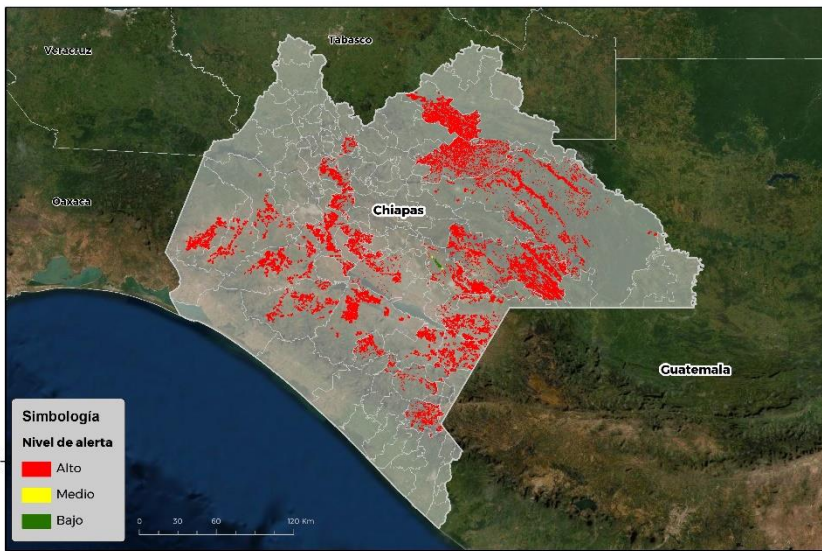 Tabasco
Veracruz
Oaxaca
Chiapas
Guatemala
Simbología
Nivel de alerta
Alto
Medio
Bajo
0 30 60 120 Km